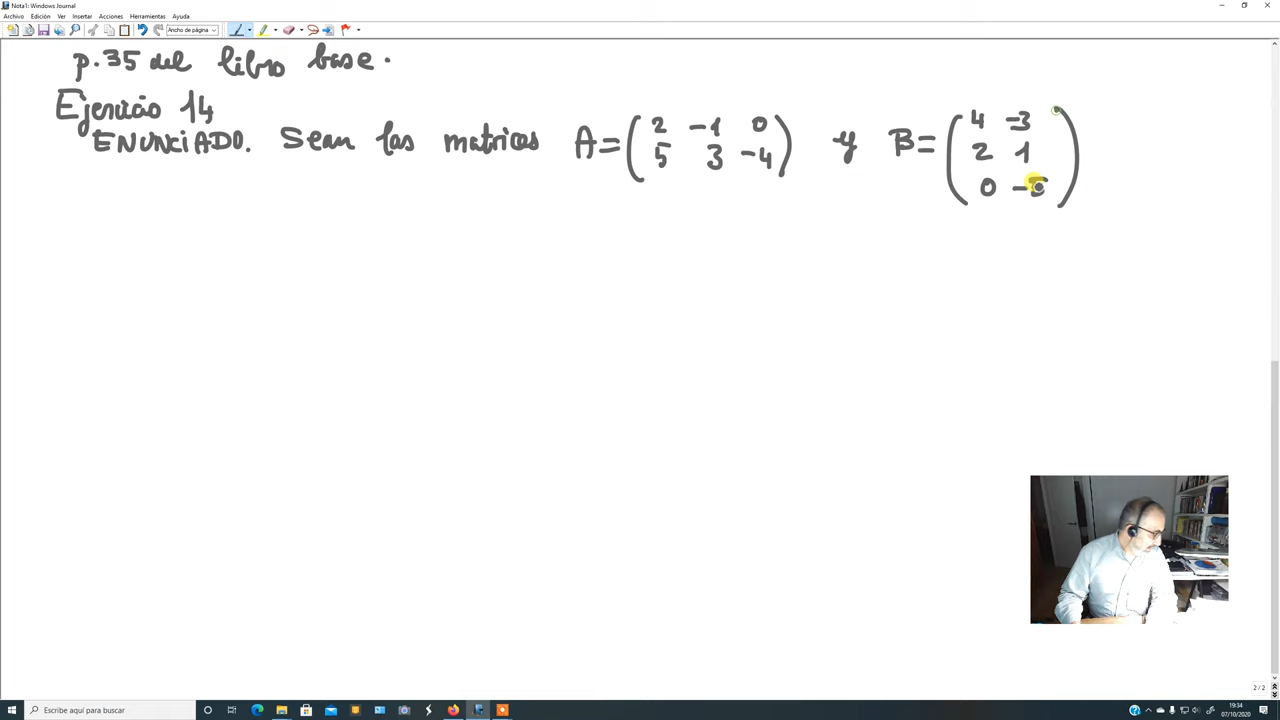 Nota1: Windows Journal
Archivo Edición Ver Insertar Acciones Herramientas Ayuda
Ancho de página
p.35 del libro base.
Ejercicio 14
ENUNCIADO. Sean las matrices A=(2 -1 0
5 3 -4) y B=(4 -3
2 1
0 -5)
2/2
Escribe aquí para buscar
19:34
07/10/2020